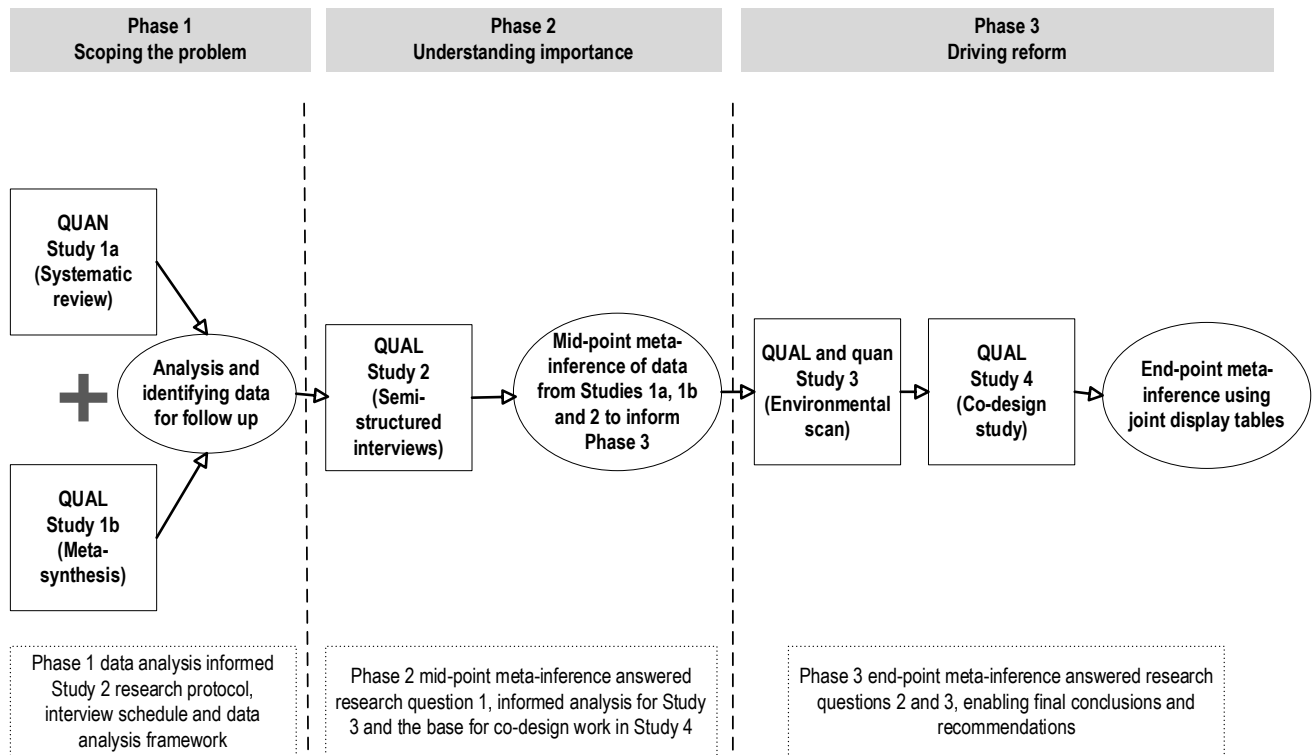 Phase 1
Scoping the problem
Phase 2
Understanding importance
Phase 3
Driving reform
QUAN
Study 1a
(Systematic
review)
+
Analysis and
identifying data
for follow up
QUAL
Study 1b
(Meta-
synthesis)
QUAL
Study 2
(Semi-
structured
interviews)
Mid-point meta-
inference of data
from Studies 1a, 1b
and 2 to inform
Phase 3
QUAL and quan
Study 3
(Environmental
scan)
QUAL
Study 4
(Co-design
study)
End-point meta-
inference using
joint display tables
Phase 1 data analysis informed
Study 2 research protocol,
interview schedule and data
analysis framework
Phase 2 mid-point meta-inference answered
research question 1, informed analysis for Study
3 and the base for co-design work in Study 4
Phase 3 end-point meta-inference answered research
questions 2 and 3, enabling final conclusions and
recommendations